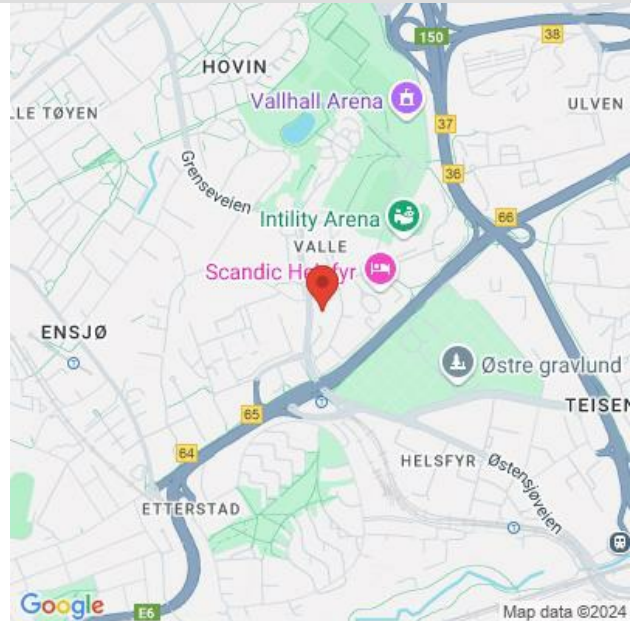 150
38
HOVIN
Vallhall Arena
ULVEN
LLE TØYEN
37
Grenseveien
36
Intility Arena
66
VALLE
Scandic Helsfyr
ENSJØ
Østre gravlund
TEISEN
65
64
HELSFYR
Østensjøveien
ETTERSTAD
Google
E6
Map data ©2024